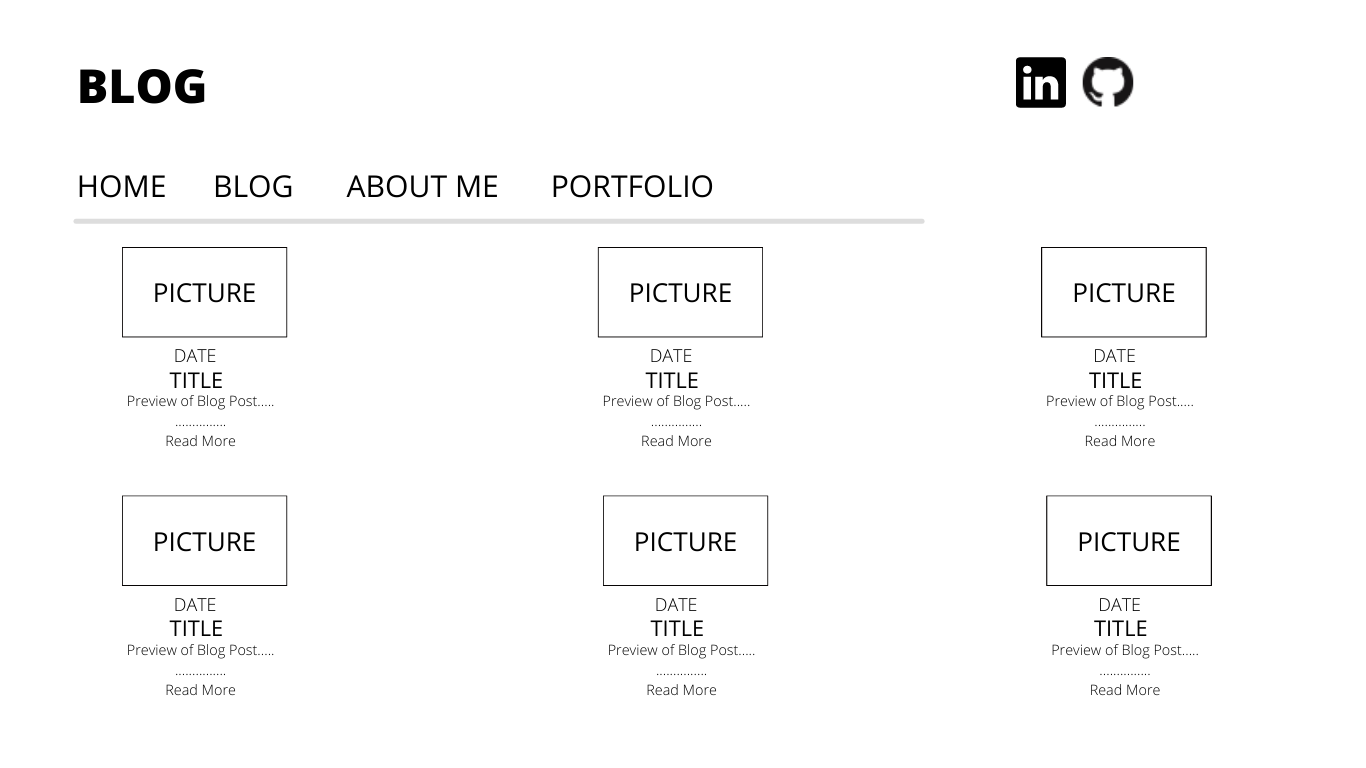 BLOG
in
HOME BLOG ABOUT ME PORTFOLIO
PICTURE
DATE
TITLE
Preview of Blog Post.....
...............
Read More
PICTURE
DATE
TITLE
Preview of Blog Post.....
...............
Read More
PICTURE
DATE
TITLE
Preview of Blog Post.....
...............
Read More
PICTURE
DATE
TITLE
Preview of Blog Post.....
...............
Read More
PICTURE
DATE
TITLE
Preview of Blog Post.....
...............
Read More
PICTURE
DATE
TITLE
Preview of Blog Post.....
...............
Read More